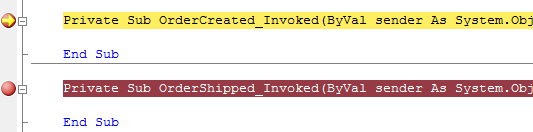 Private Sub OrderCreated_Invoked(ByVal sender As System.Obj
End Sub
Private Sub OrderShipped_Invoked(ByVal sender As System.Obj
End Sub